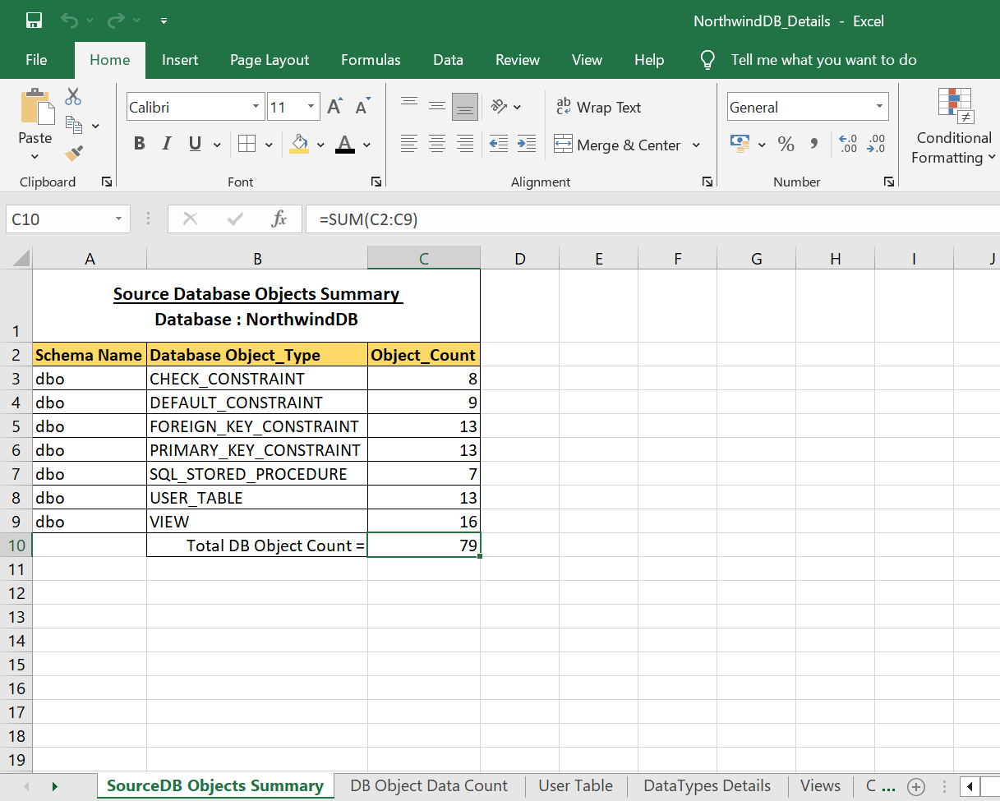 NorthwindDB_Details - Excel
File Home Insert Page Layout Formulas Data Review View Help Tell me what you want to do
Calibri 11 ab Wrap Text General
Paste B I U A Merge & Center % Conditional Formatting
Clipboard Font Alignment Number
C10 fx =SUM(C2:C9)
A B C D E F G H I J
1 Source Database Objects Summary
Database : NorthwindDB
2 Schema Name Database Object_Type Object_Count
3 dbo CHECK_CONSTRAINT 8
4 dbo DEFAULT_CONSTRAINT 9
5 dbo FOREIGN_KEY_CONSTRAINT 13
6 dbo PRIMARY_KEY_CONSTRAINT 13
7 dbo SQL_STORED_PROCEDURE 7
8 dbo USER_TABLE 13
9 dbo VIEW 16
10 Total DB Object Count = 79
11
12
13
14
15
16
17
18
19
SourceDB Objects Summary DB Object Data Count User Table DataTypes Details Views C ...